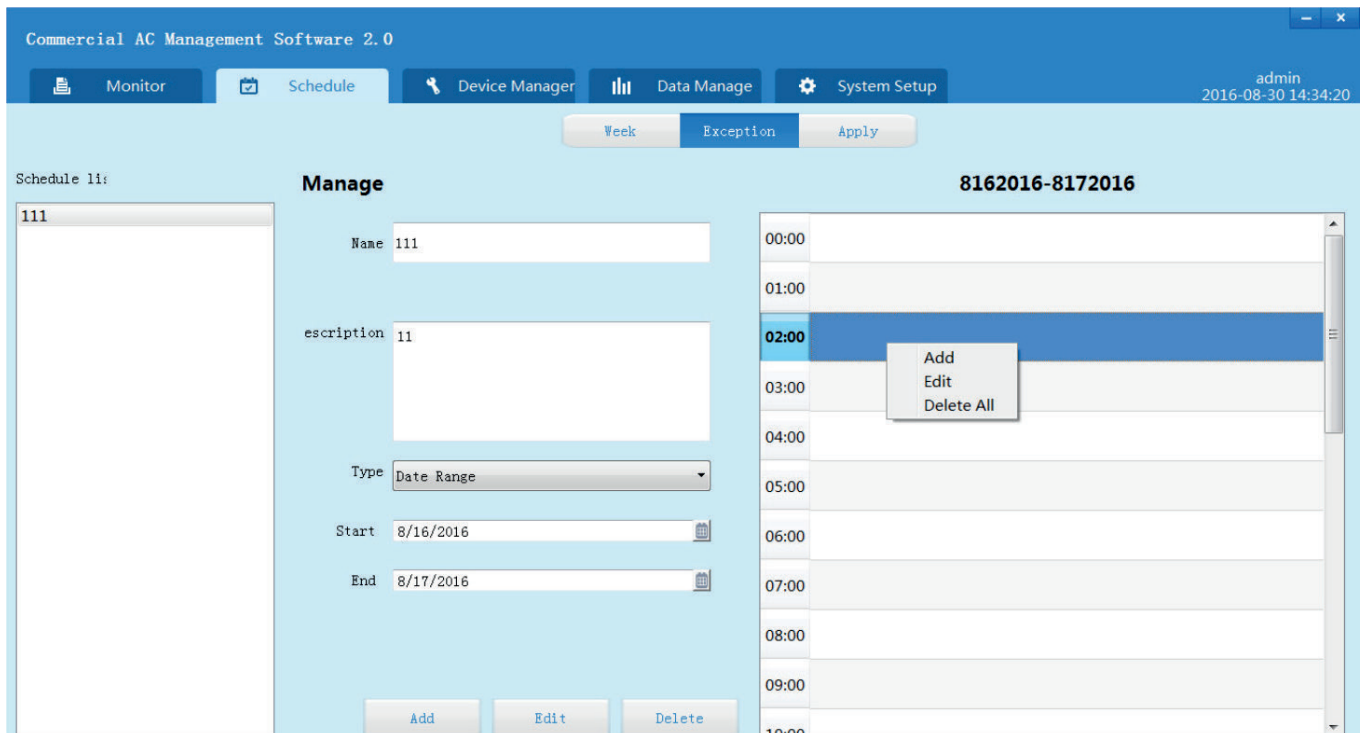 Commercial AC Management Software 2.0
Monitor
Schedule
Device Manager
Data Manage
System Setup
admin
2016-08-30 14:34:20
Week
Exception
Apply
Schedule li
111
Manage
Name 111
escription 11
Type Date Range
Start 8/16/2016
End 8/17/2016
Add
Edit
Delete
8162016-8172016
00:00
01:00
02:00
Add
Edit
Delete All
03:00
04:00
05:00
06:00
07:00
08:00
09:00